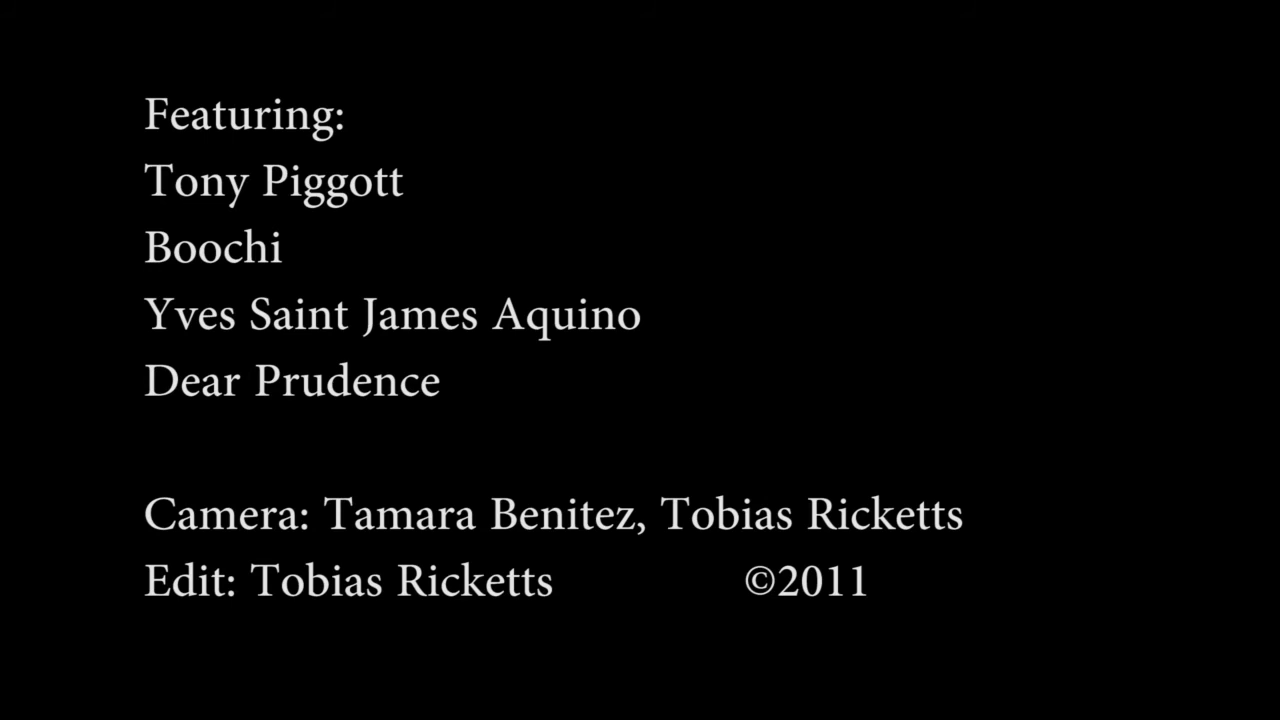 Featuring:
Tony Piggott
Boochi
Yves Saint James Aquino
Dear Prudence
Camera: Tamara Benitez, Tobias Ricketts
Edit: Tobias Ricketts ©2011